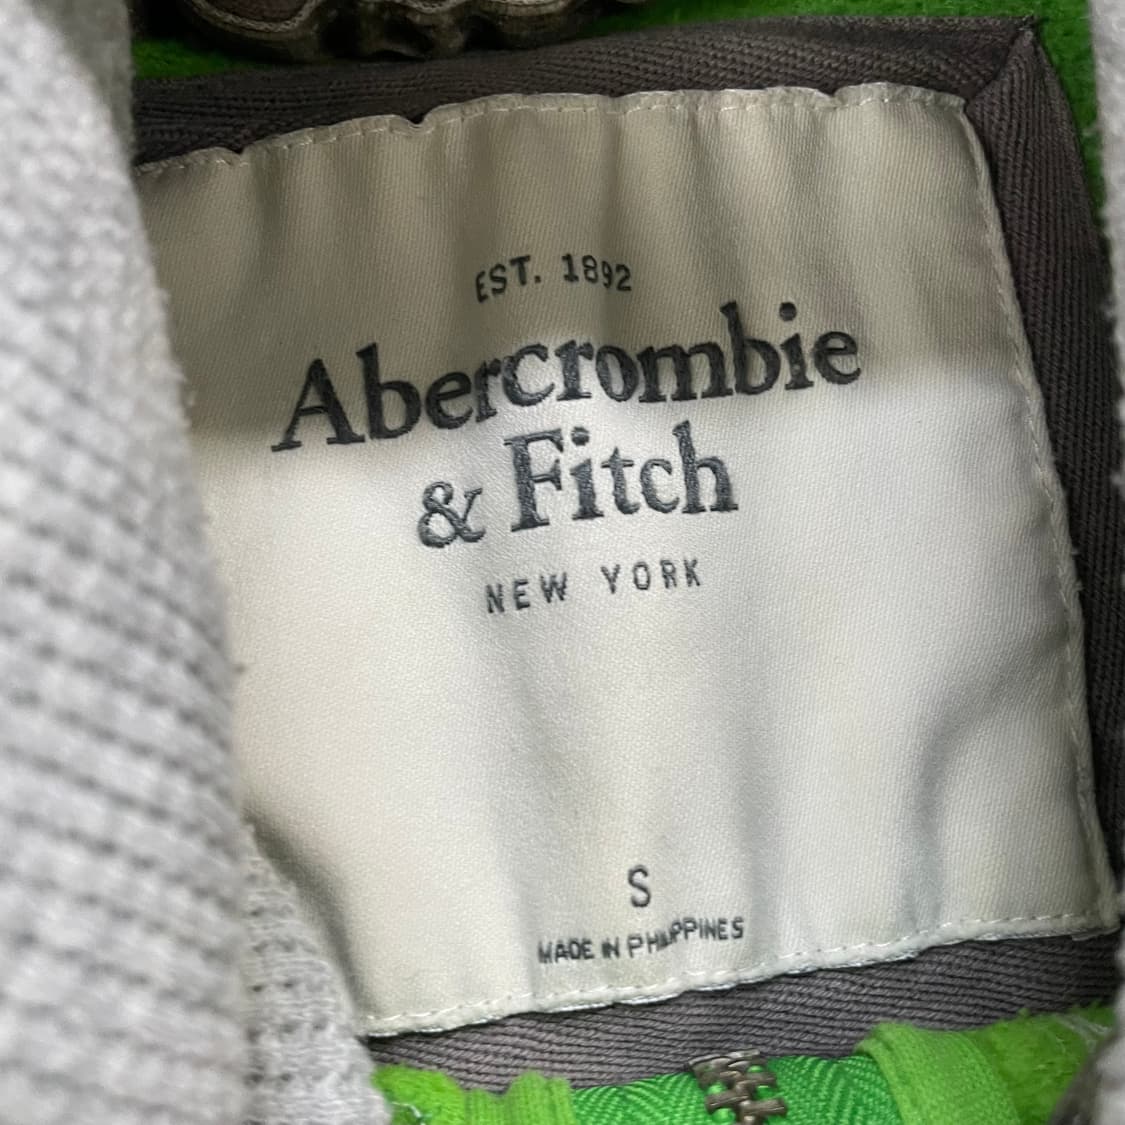 EST. 1892
Abercrombie
& Fitch
NEW YORK
S
MADE IN PHILIPPINES